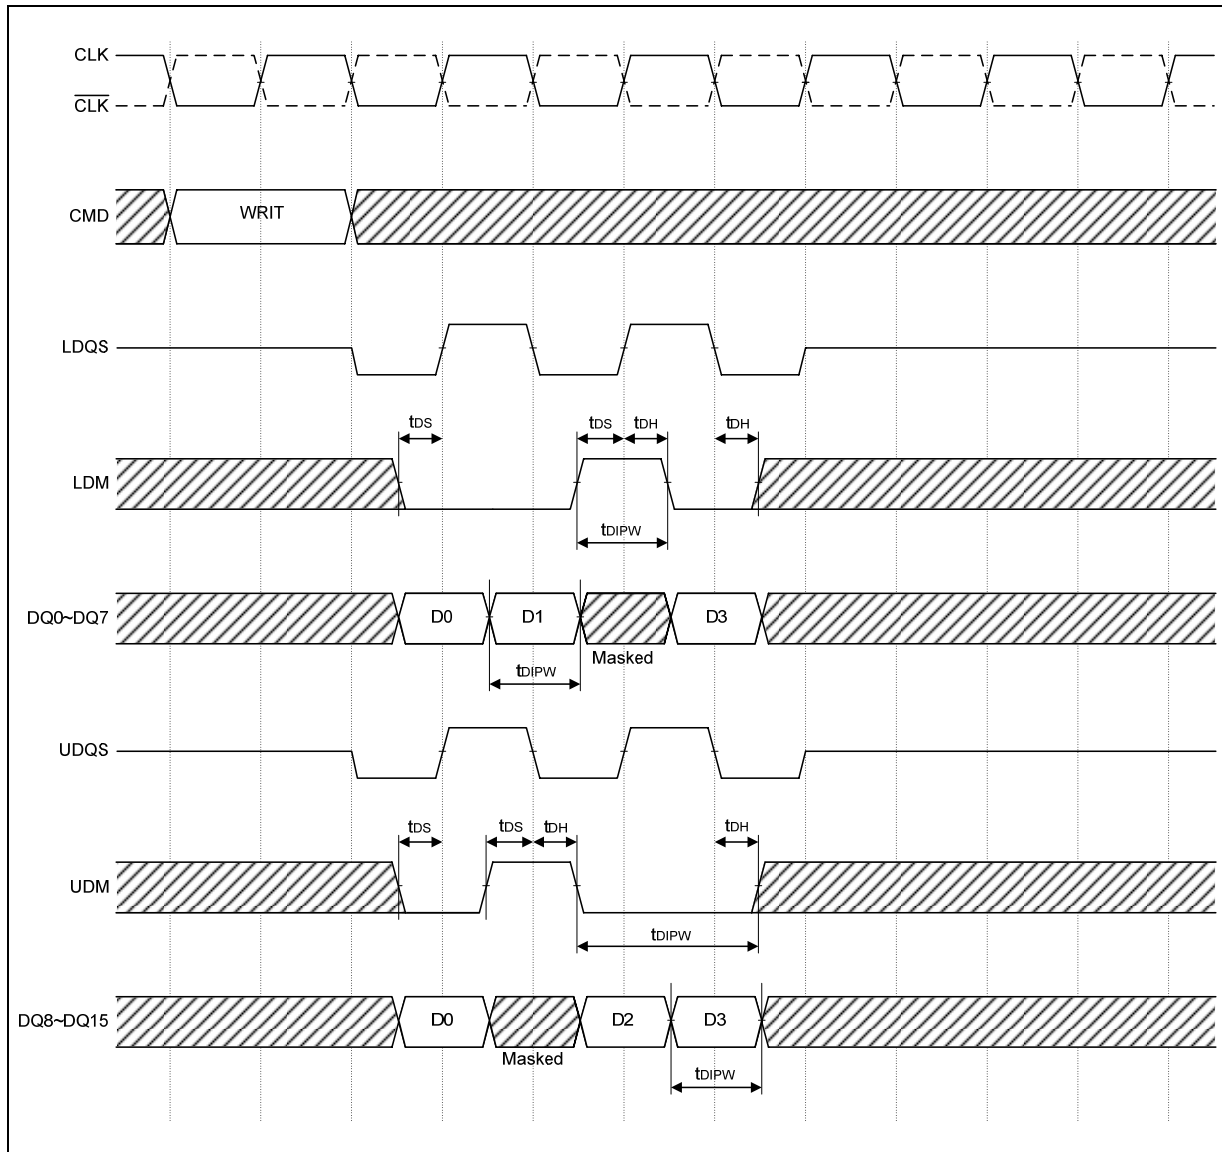 CLK
CLK
CMD
WRIT
LDQS
tDS
tDS
tDH
tDH
LDM
tDIPW
DQ0~DQ7
D0
D1
D3
Masked
tDIPW
UDQS
tDS
tDS
tDH
tDH
UDM
tDIPW
DQ8~DQ15
D0
D2
D3
Masked
tDIPW